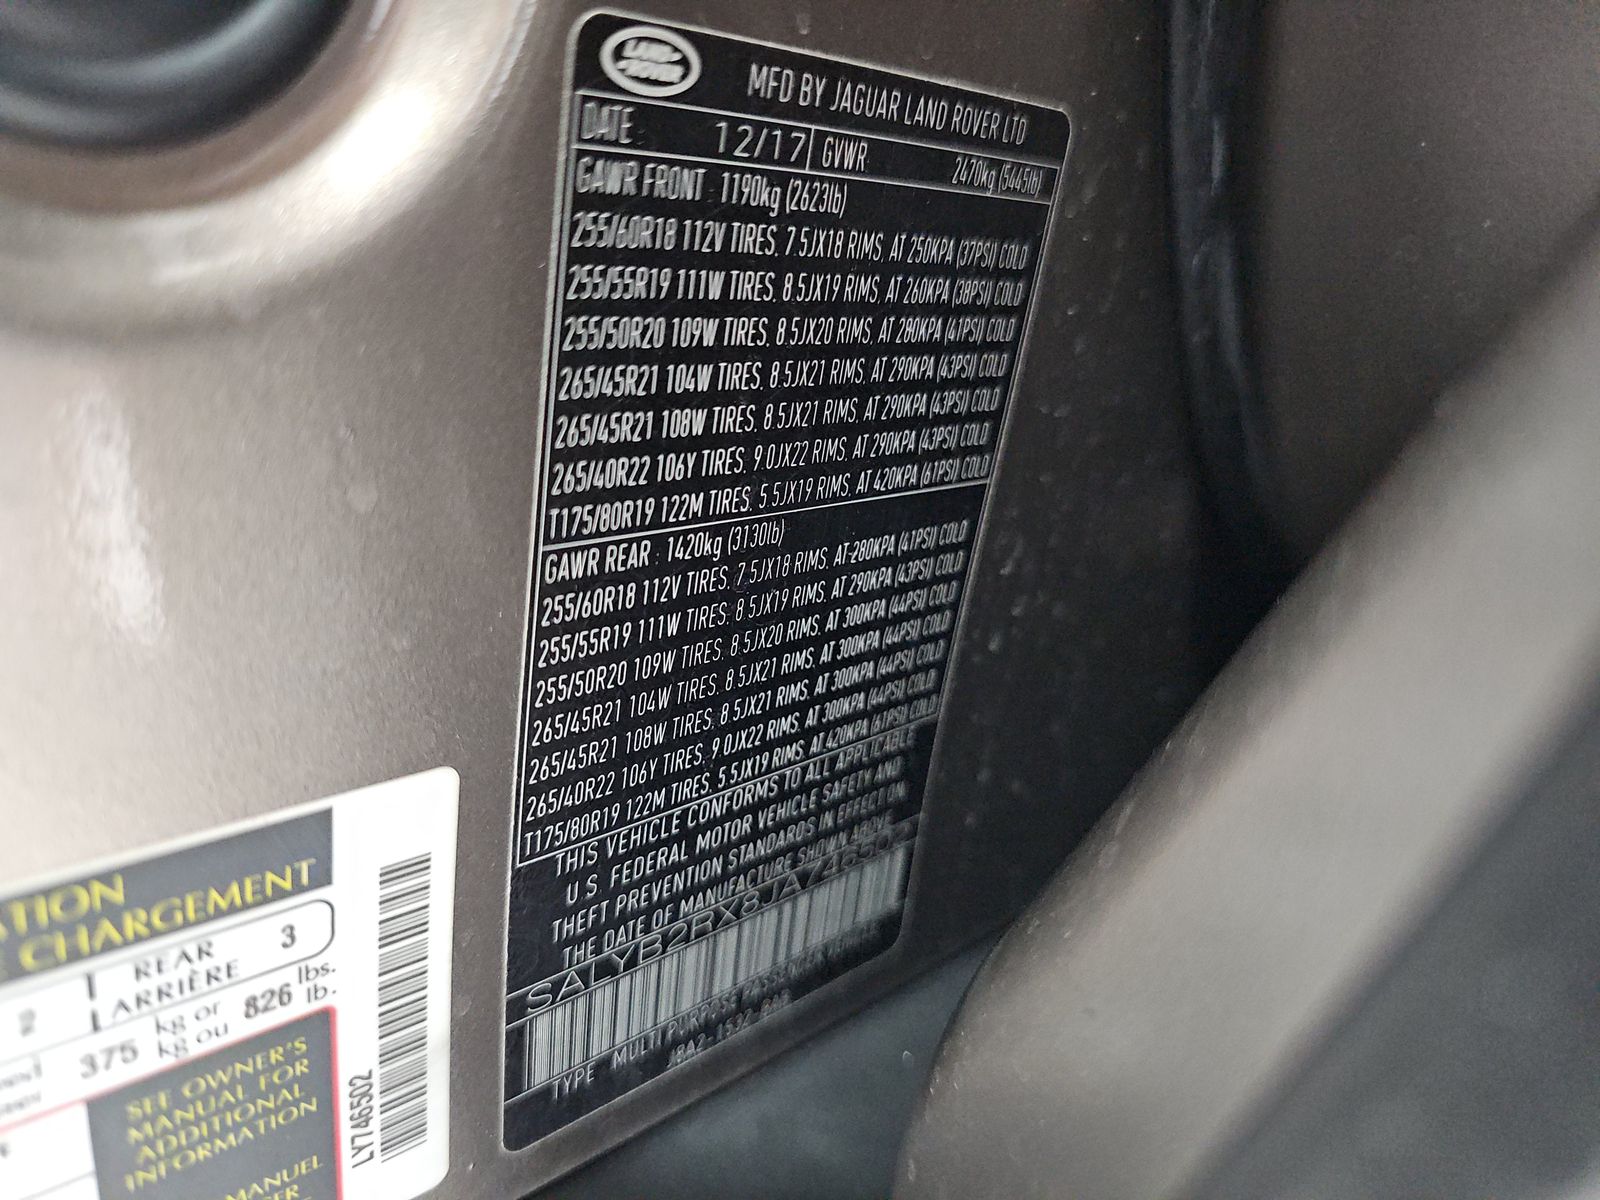 LAND-
-ROVER
MFD BY JAGUAR LAND ROVER LTD
DATE: 12/17 GVWR 2470kg (5445lb)
GAWR FRONT : 1190kg (2623lb)
255/60R18 112V TIRES, 7.5JX18 RIMS, AT 250KPA (37PSI) COLD
255/55R19 111W TIRES, 8.5JX19 RIMS, AT 260KPA (38PSI) COLD
255/50R20 109W TIRES, 8.5JX20 RIMS, AT 280KPA (41PSI) COLD
265/45R21 104W TIRES, 8.5JX21 RIMS, AT 290KPA (43PSI) COLD
265/45R21 108W TIRES, 8.5JX21 RIMS, AT 290KPA (43PSI) COLD
265/40R22 106Y TIRES, 9.0JX22 RIMS, AT 290KPA (43PSI) COLD
T175/80R19 122M TIRES, 5.5JX19 RIMS, AT 420KPA (61PSI) COLD
GAWR REAR : 1420kg (3130lb)
255/60R18 112V TIRES, 7.5JX18 RIMS, AT 280KPA (41PSI) COLD
255/55R19 111W TIRES, 8.5JX19 RIMS, AT 290KPA (43PSI) COLD
255/50R20 109W TIRES, 8.5JX20 RIMS, AT 300KPA (44PSI) COLD
265/45R21 104W TIRES, 8.5JX21 RIMS, AT 300KPA (44PSI) COLD
265/45R21 108W TIRES, 8.5JX21 RIMS, AT 300KPA (44PSI) COLD
265/40R22 106Y TIRES, 9.0JX22 RIMS, AT 300KPA (44PSI) COLD
T175/80R19 122M TIRES, 5.5JX19 RIMS, AT 420KPA (61PSI) COLD
THIS VEHICLE CONFORMS TO ALL APPLICABLE
U.S. FEDERAL MOTOR VEHICLE SAFETY AND
THEFT PREVENTION STANDARDS IN EFFECT ON
THE DATE OF MANUFACTURE SHOWN ABOVE
SALYB2RX8JA746502
TYPE MULTI PURPOSE PASSENGER VEHICLE
ATION
CHARGEMENT
2 REAR 3
ARRIÈRE
375 kg or 826 lbs.
kg ou lb.
SEE OWNER'S
MANUAL FOR
ADDITIONAL
INFORMATION
MANUEL
LY746502